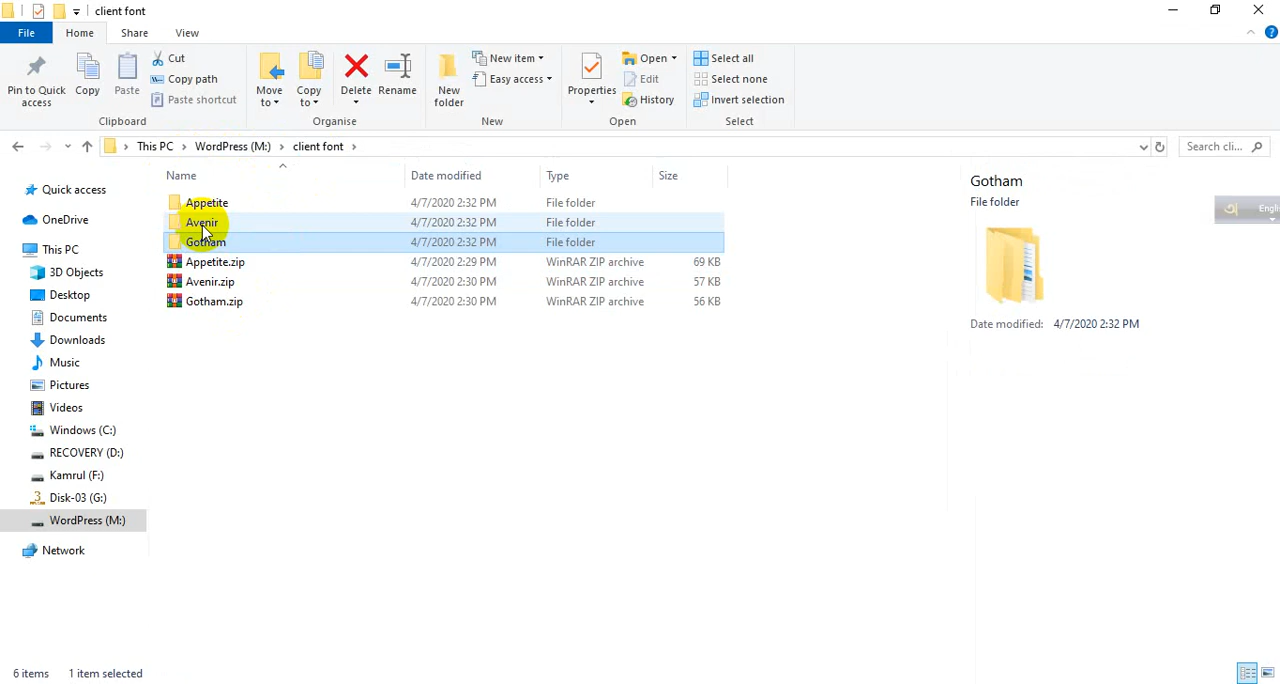 client font
File Home Share View
Pin to Quick access
Copy
Paste
Cut
Copy path
Paste shortcut
Clipboard
Move to
Copy to
Delete
Rename
Organise
New folder
New item
Easy access
New
Properties
Open
Edit
History
Open
Select all
Select none
Invert selection
Select
This PC > WordPress (M:) > client font >
Search cli...
Name Date modified Type Size
Appetite 4/7/2020 2:32 PM File folder
Avenir 4/7/2020 2:32 PM File folder
Gotham 4/7/2020 2:32 PM File folder
Appetite.zip 4/7/2020 2:29 PM WinRAR ZIP archive 69 KB
Avenir.zip 4/7/2020 2:30 PM WinRAR ZIP archive 57 KB
Gotham.zip 4/7/2020 2:30 PM WinRAR ZIP archive 56 KB
Quick access
OneDrive
This PC
3D Objects
Desktop
Documents
Downloads
Music
Pictures
Videos
Windows (C:)
RECOVERY (D:)
Kamrul (F:)
Disk-03 (G:)
WordPress (M:)
Network
Gotham
File folder
Date modified: 4/7/2020 2:32 PM
অ Engli
6 items 1 item selected